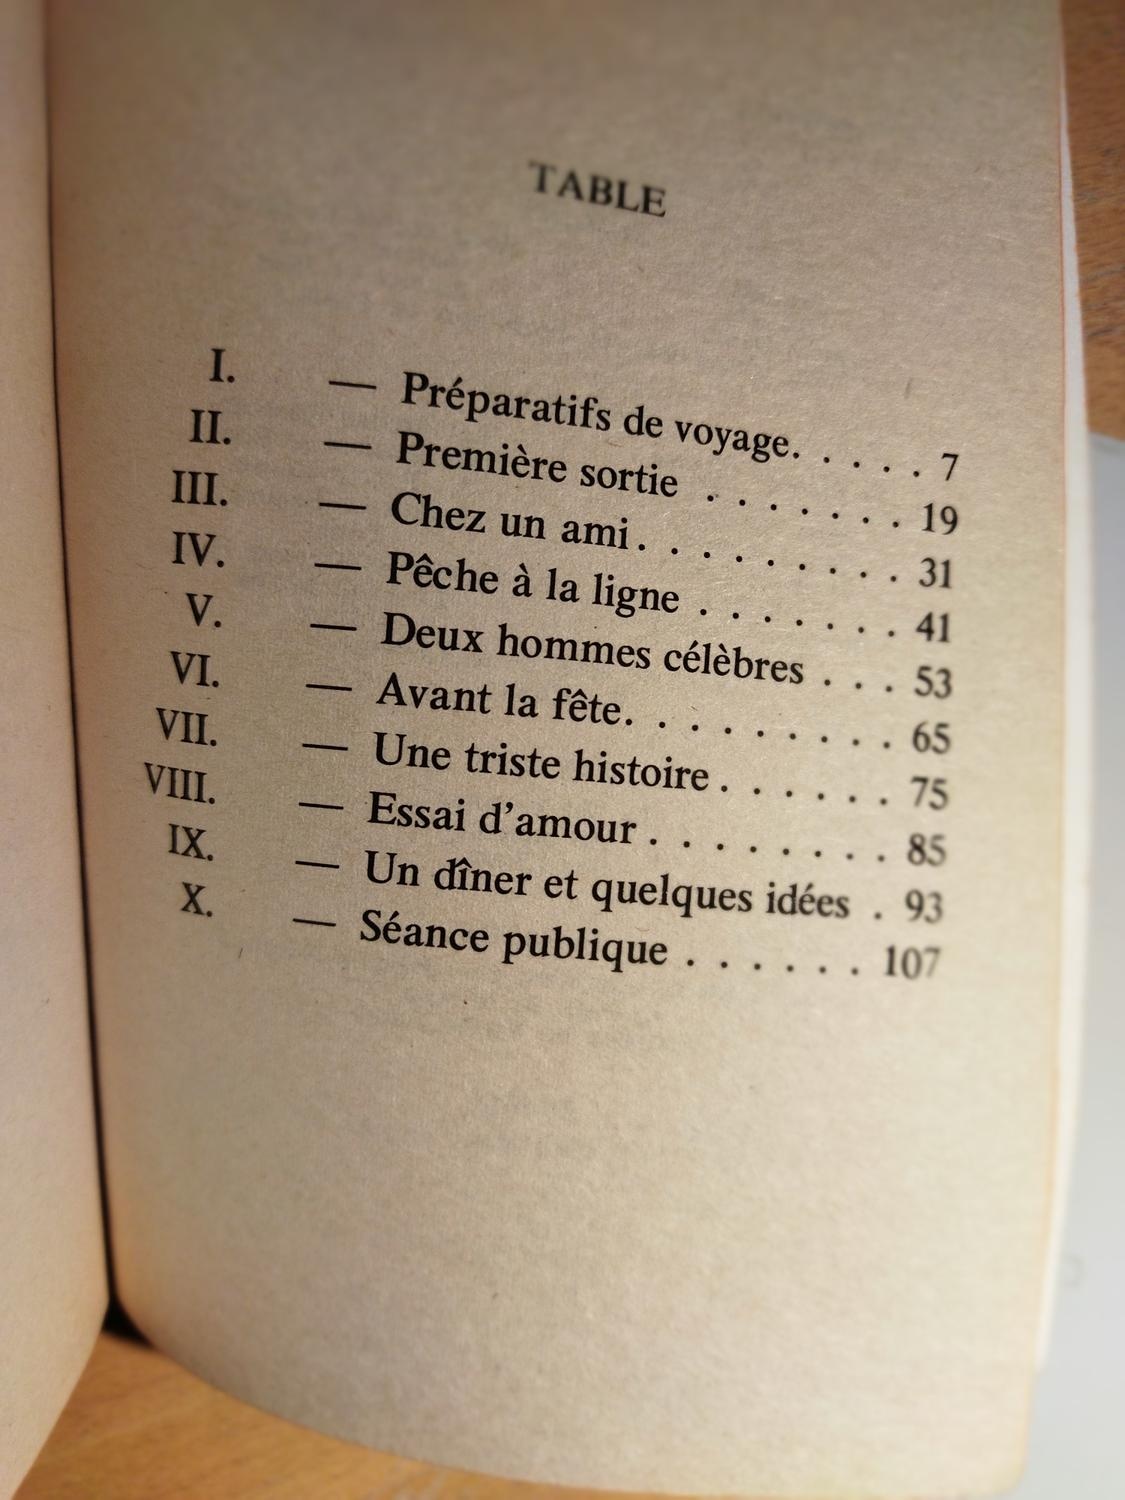 TABLE
I. — Préparatifs de voyage. . . . . 7
II. — Première sortie . . . . . . . 19
III. — Chez un ami. . . . . . . . . 31
IV. — Pêche à la ligne . . . . . . . 41
V. — Deux hommes célèbres . . . 53
VI. — Avant la fête. . . . . . . . . 65
VII. — Une triste histoire . . . . . . 75
VIII. — Essai d'amour . . . . . . . . 85
IX. — Un dîner et quelques idées . 93
X. — Séance publique . . . . . . 107